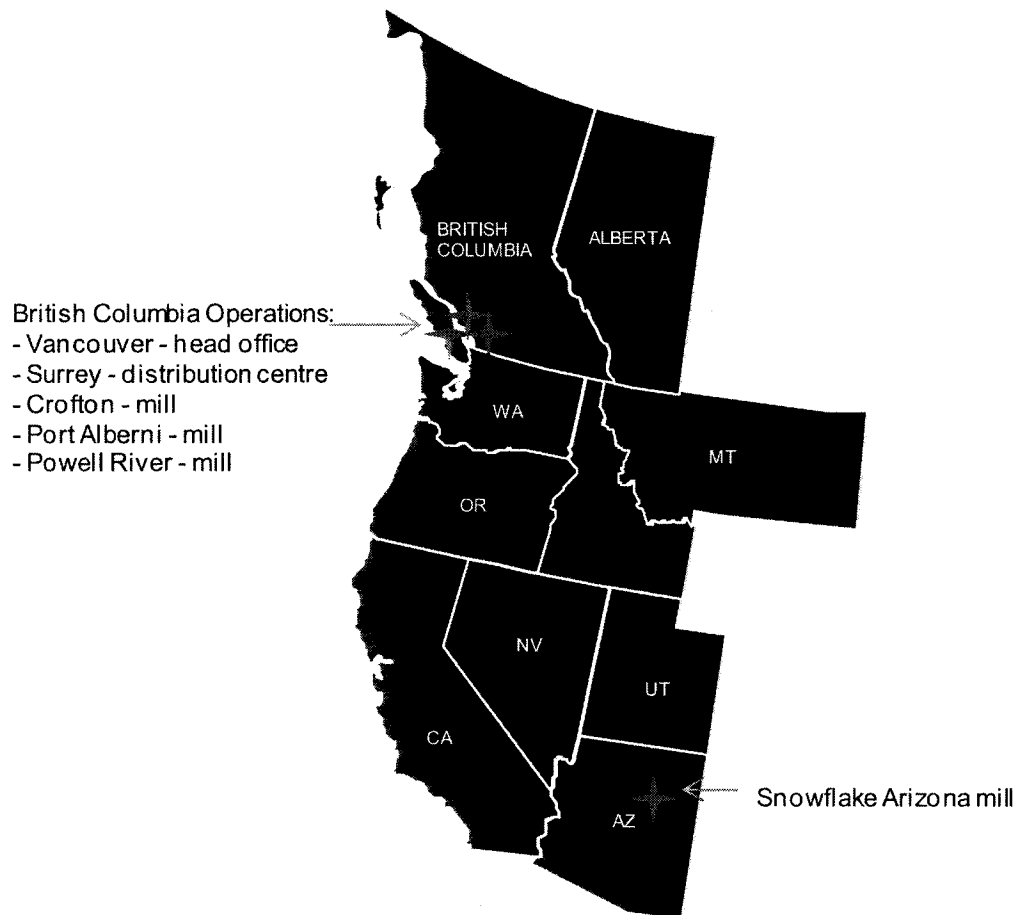 BRITISH
COLUMBIA
ALBERTA
British Columbia Operations:
- Vancouver - head office
- Surrey - distribution centre
- Crofton - mill
- Port Alberni - mill
- Powell River - mill
WA
MT
OR
NV
UT
CA
Snowflake Arizona mill
AZ